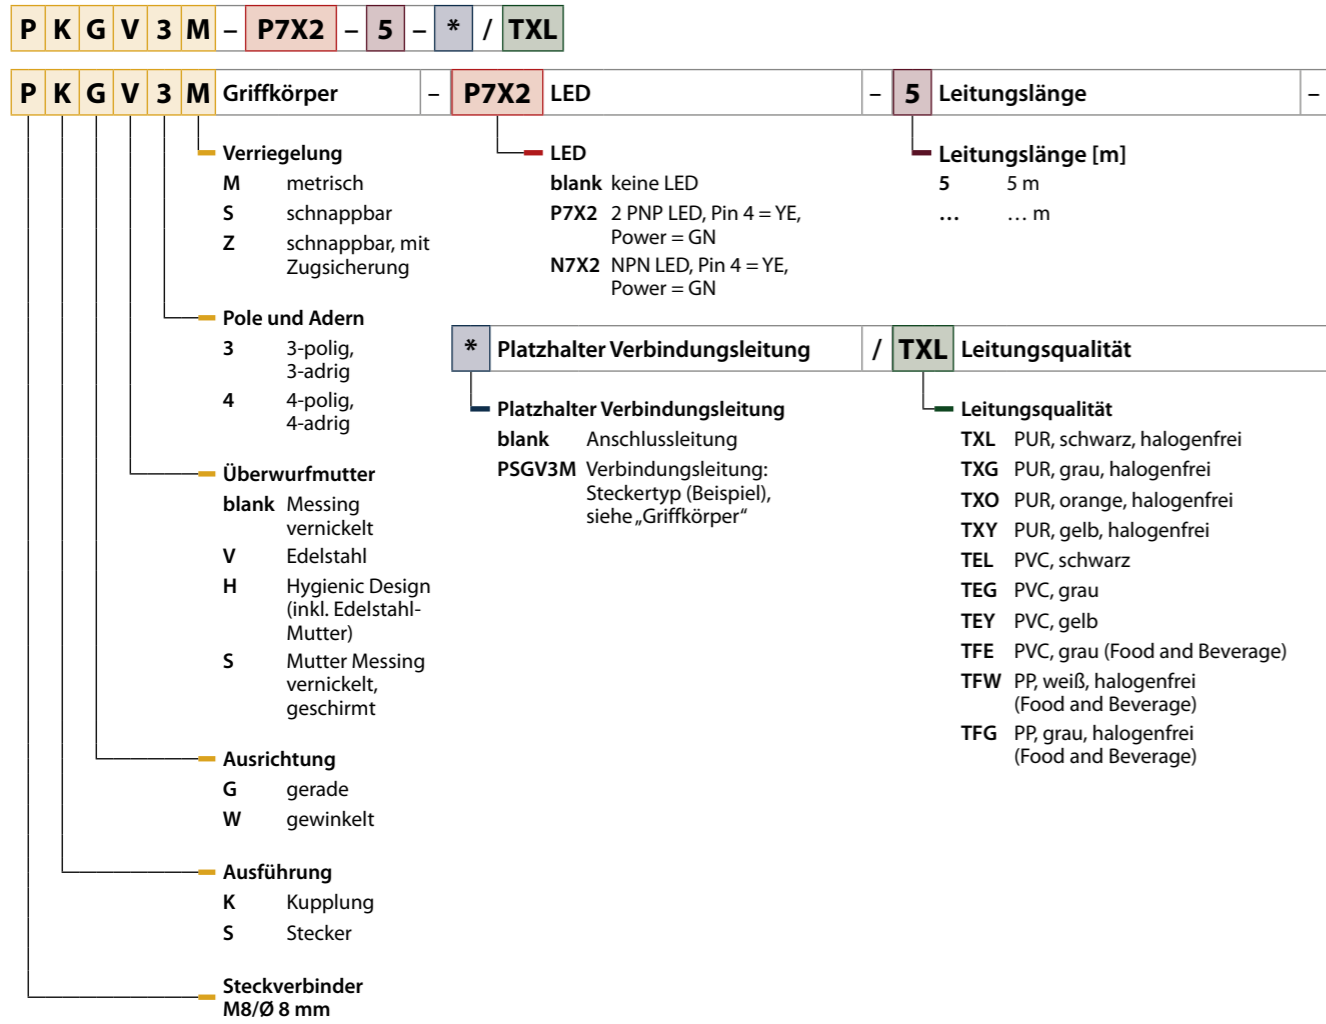 P K G V 3 M – P7X2 – 5 – * / TXL
P K G V 3 M Griffkörper – P7X2 LED – 5 Leitungslänge –
Verriegelung
M metrisch
S schnappbar
Z schnappbar, mit
Zugsicherung
Pole und Adern
3 3-polig,
3-adrig
4 4-polig,
4-adrig
Überwurfmutter
blank Messing
vernickelt
V Edelstahl
H Hygienic Design
(inkl. Edelstahl-
Mutter)
S Mutter Messing
vernickelt,
geschirmt
Ausrichtung
G gerade
W gewinkelt
Ausführung
K Kupplung
S Stecker
Steckverbinder
M8/Ø 8 mm
LED
blank keine LED
P7X2 2 PNP LED, Pin 4 = YE,
Power = GN
N7X2 NPN LED, Pin 4 = YE,
Power = GN
Leitungslänge [m]
5 5 m
… … m
* Platzhalter Verbindungsleitung / TXL Leitungsqualität
Platzhalter Verbindungsleitung
blank Anschlussleitung
PSGV3M Verbindungsleitung:
Steckertyp (Beispiel),
siehe „Griffkörper“
Leitungsqualität
TXL PUR, schwarz, halogenfrei
TXG PUR, grau, halogenfrei
TXO PUR, orange, halogenfrei
TXY PUR, gelb, halogenfrei
TEL PVC, schwarz
TEG PVC, grau
TEY PVC, gelb
TFE PVC, grau (Food and Beverage)
TFW PP, weiß, halogenfrei
(Food and Beverage)
TFG PP, grau, halogenfrei
(Food and Beverage)